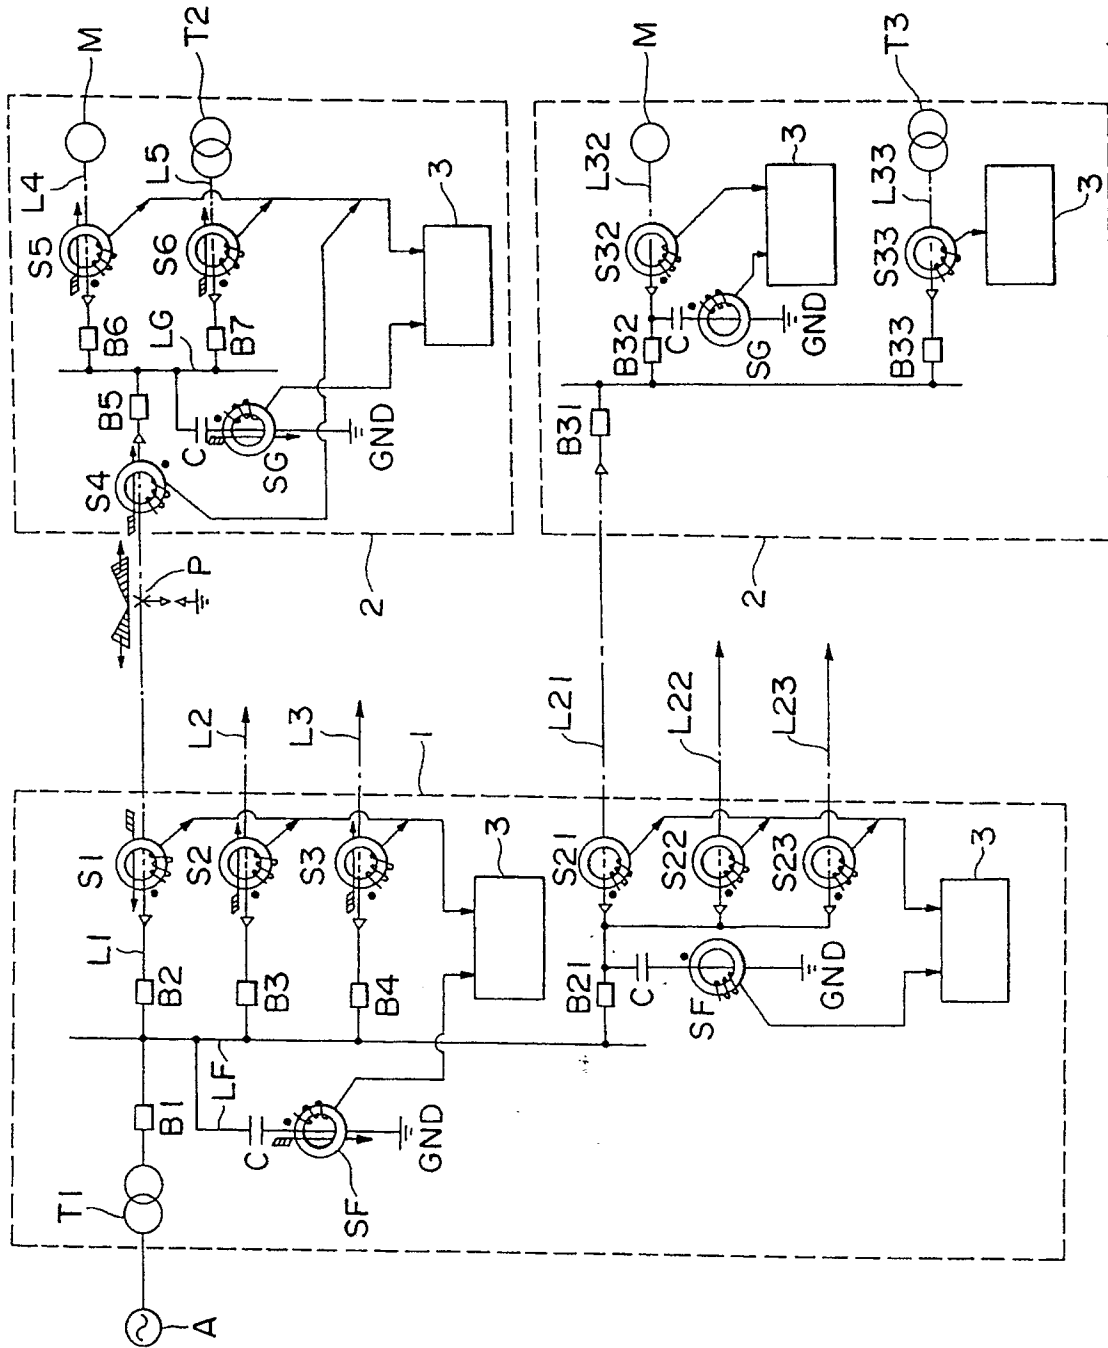 A
T1
B1
LF
C
SF
GND
B2
L1
S1
B3
S2
L2
B4
S3
L3
3
1
P
B21
C
SF
GND
S21
L21
S22
L22
S23
L23
3
S4
B5
LG
C
SG
GND
B6
S5
L4
M
B7
S6
L5
T2
3
2
B31
B32
C
SG
GND
S32
L32
M
3
B33
S33
L33
T3
3
2